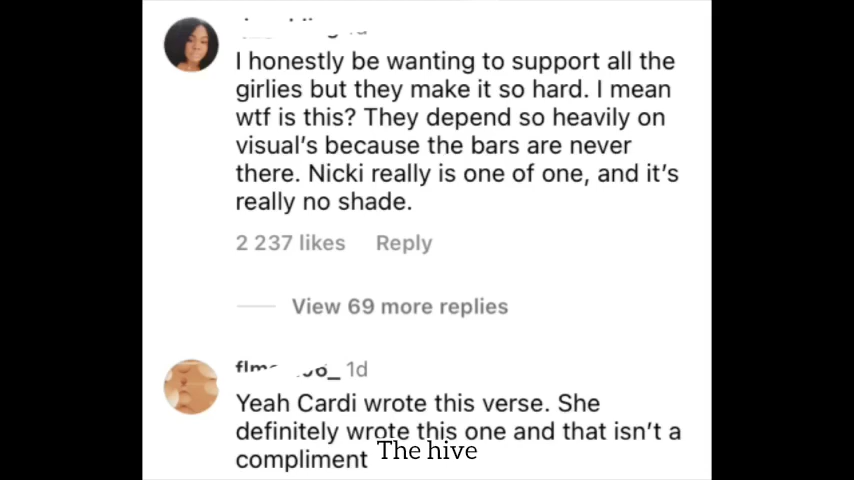 I honestly be wanting to support all the
girlies but they make it so hard. I mean
wtf is this? They depend so heavily on
visual's because the bars are never
there. Nicki really is one of one, and it's
really no shade.
2 237 likes Reply
View 69 more replies
1d
Yeah Cardi wrote this verse. She
definitely wrote this one and that isn't a
compliment
The hive